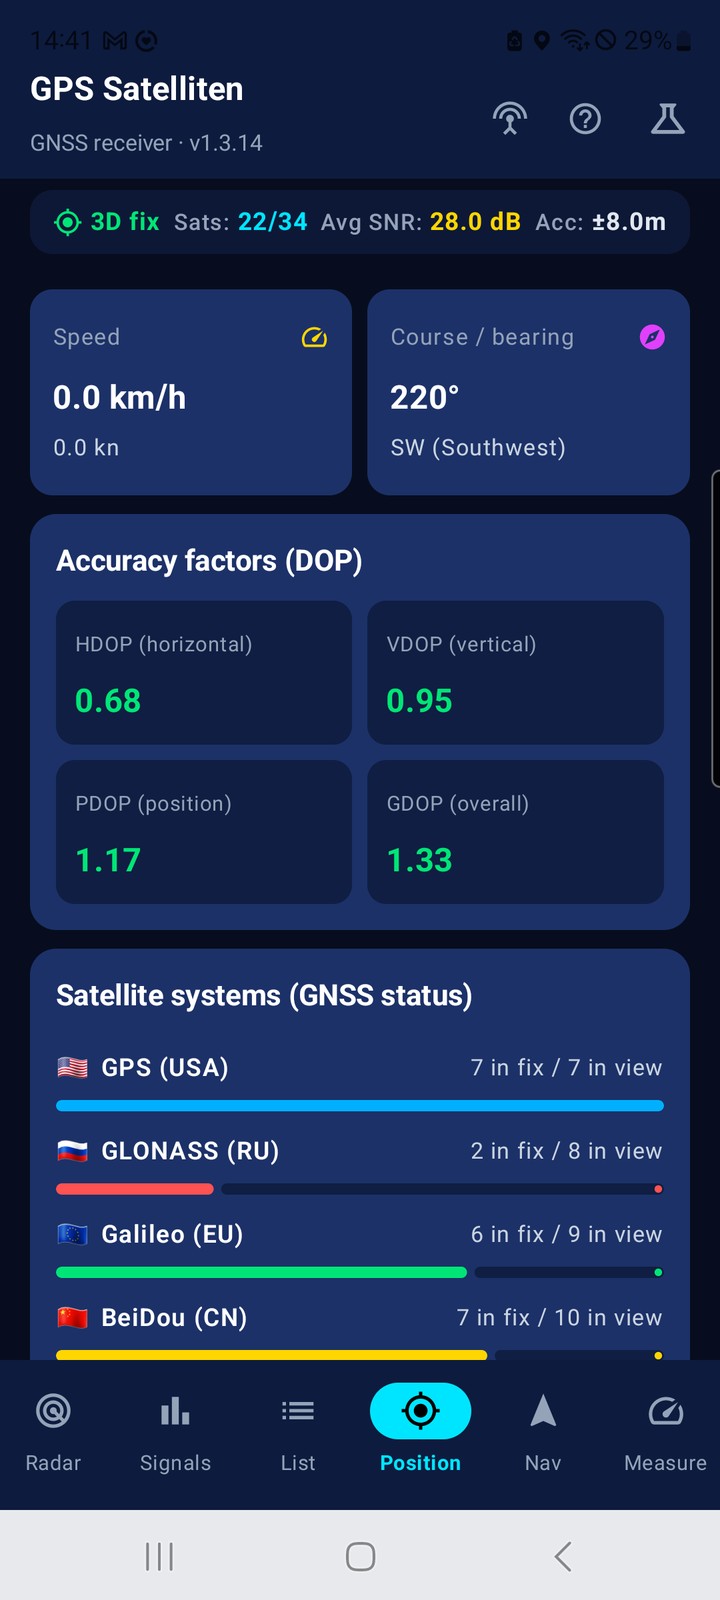 14:41 29%
GPS Satelliten
GNSS receiver · v1.3.14
3D fix Sats: 22/34 Avg SNR: 28.0 dB Acc: ±8.0m
Speed
0.0 km/h
0.0 kn
Course / bearing
220°
SW (Southwest)
Accuracy factors (DOP)
HDOP (horizontal)
0.68
VDOP (vertical)
0.95
PDOP (position)
1.17
GDOP (overall)
1.33
Satellite systems (GNSS status)
GPS (USA) 7 in fix / 7 in view
GLONASS (RU) 2 in fix / 8 in view
Galileo (EU) 6 in fix / 9 in view
BeiDou (CN) 7 in fix / 10 in view
Radar Signals List Position Nav Measure